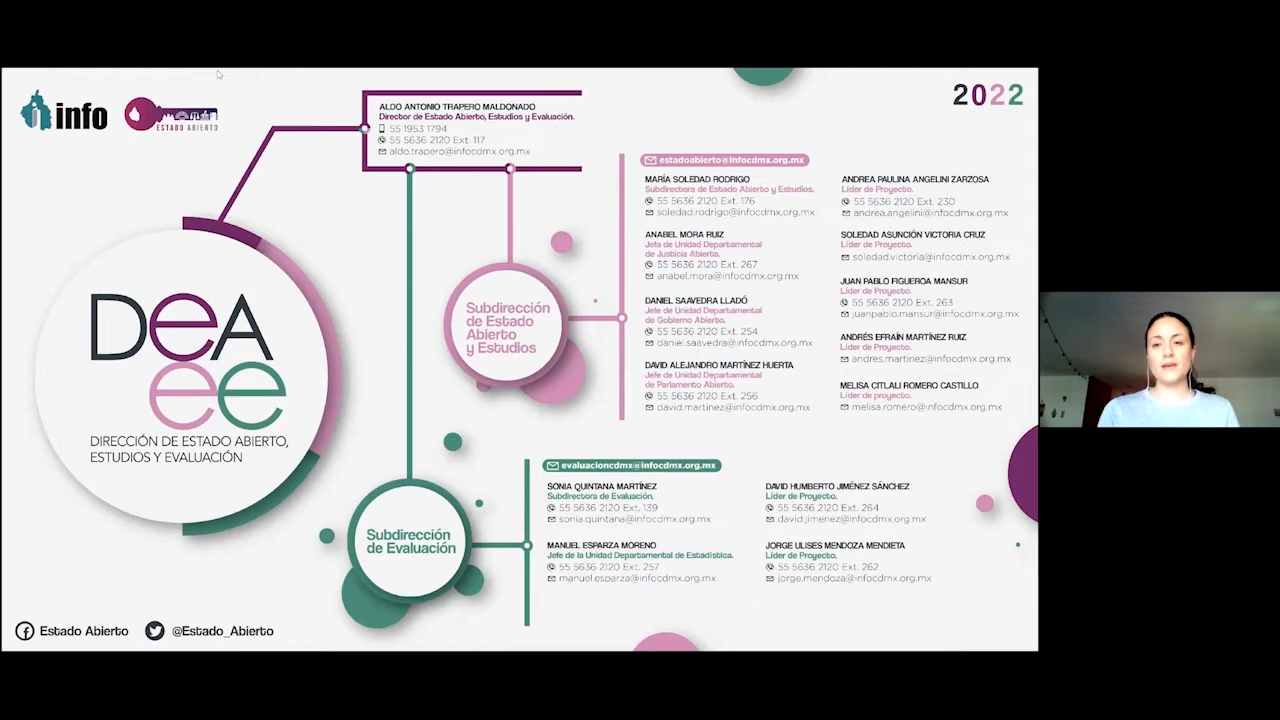 info
ESTADO ABIERTO
2022
ALDO ANTONIO TRAPERO MALDONADO
Director de Estado Abierto, Estudios y Evaluación.
55 1953 1794
55 5636 2120 Ext. 117
aldo.trapero@infocdmx.org.mx
DEAee
DIRECCIÓN DE ESTADO ABIERTO,
ESTUDIOS Y EVALUACIÓN
Subdirección
de Estado
Abierto
y Estudios
estadoabierto@infocdmx.org.mx
MARÍA SOLEDAD RODRIGO
Subdirectora de Estado Abierto y Estudios.
55 5636 2120 Ext. 176
soledad.rodrigo@infocdmx.org.mx
ANABEL MORA RUIZ
Jefa de Unidad Departamental
de Justicia Abierta.
55 5636 2120 Ext. 267
anabel.mora@infocdmx.org.mx
DANIEL SAAVEDRA LLADÓ
Jefe de Unidad Departamental
de Gobierno Abierto.
55 5636 2120 Ext. 254
daniel.saavedra@infocdmx.org.mx
DAVID ALEJANDRO MARTÍNEZ HUERTA
Jefe de Unidad Departamental
de Parlamento Abierto.
55 5636 2120 Ext. 256
david.martinez@infocdmx.org.mx
ANDREA PAULINA ANGELINI ZARZOSA
Líder de Proyecto.
55 5636 2120 Ext. 230
andrea.angelini@infocdmx.org.mx
SOLEDAD ASUNCIÓN VICTORIA CRUZ
Líder de Proyecto.
soledad.victoria@infocdmx.org.mx
JUAN PABLO FIGUEROA MANSUR
Líder de Proyecto.
55 5636 2120 Ext. 263
juanpablo.mansur@infocdmx.org.mx
ANDRÉS EFRAÍN MARTÍNEZ RUIZ
Líder de Proyecto.
andres.martinez@infocdmx.org.mx
MELISA CITLALI ROMERO CASTILLO
Líder de proyecto.
melisa.romero@infocdmx.org.mx
Subdirección
de Evaluación
evaluacioncdmx@infocdmx.org.mx
SONIA QUINTANA MARTÍNEZ
Subdirectora de Evaluación.
55 5636 2120 Ext. 139
sonia.quintana@infocdmx.org.mx
MANUEL ESPARZA MORENO
Jefe de la Unidad Departamental de Estadística.
55 5636 2120 Ext. 257
manuel.esparza@infocdmx.org.mx
DAVID HUMBERTO JIMÉNEZ SÁNCHEZ
Líder de Proyecto.
55 5636 2120 Ext. 264
david.jimenez@infocdmx.org.mx
JORGE ULISES MENDOZA MENDIETA
Líder de Proyecto.
55 5636 2120 Ext. 262
jorge.mendoza@infocdmx.org.mx
Estado Abierto
@Estado_Abierto